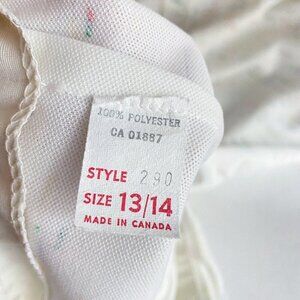 100% POLYESTER
CA 01887
STYLE 290
SIZE 13/14
MADE IN CANADA